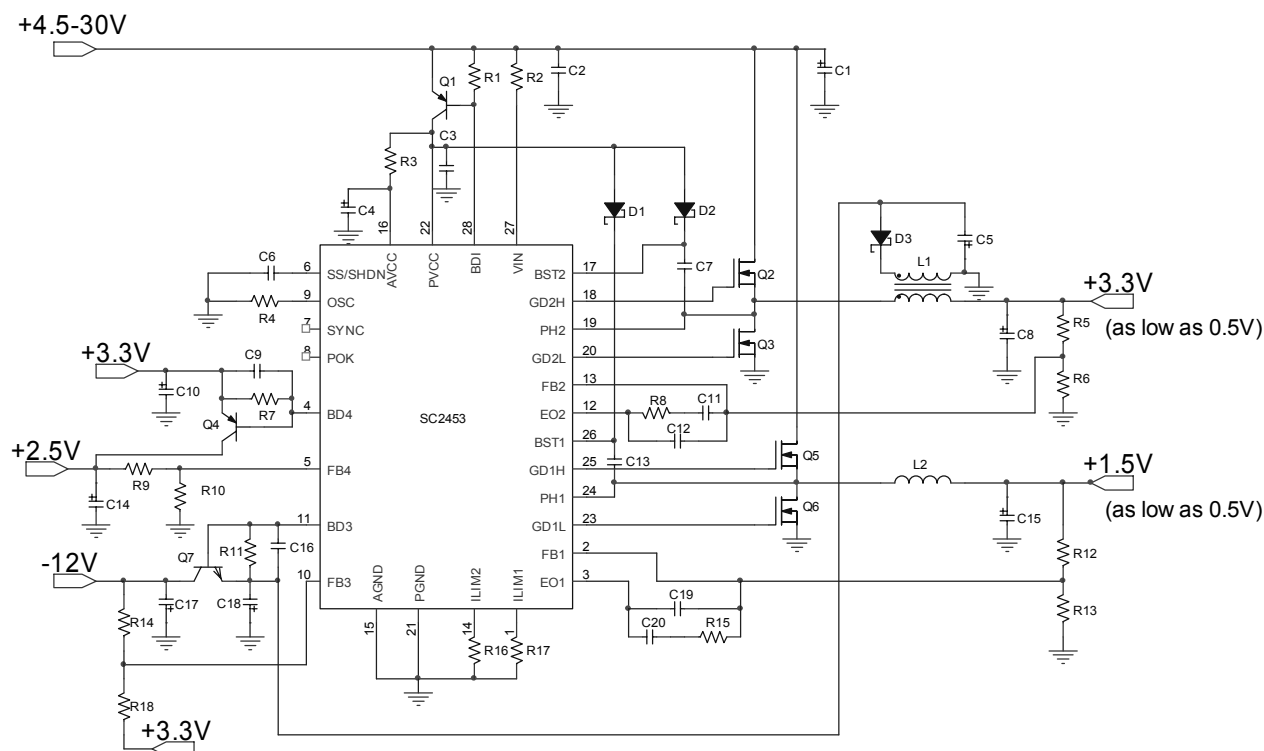 +4.5-30V
Q1
R1
R2
C2
C1
C3
R3
C4
D1
D2
D3
C5
L1
16
22
28
27
AVCC
PVCC
BDI
VIN
C6
6
SS/SHDN
BST2
17
C7
Q2
R4
9
OSC
GD2H
18
+3.3V
(as low as 0.5V)
7
SYNC
PH2
19
C8
R5
8
POK
GD2L
20
Q3
R6
+3.3V
C9
C10
R7
FB2
13
Q4
4
BD4
SC2453
EO2
12
R8
C11
C12
BST1
26
+2.5V
5
FB4
R9
R10
C14
GD1H
25
C13
Q5
L2
+1.5V
(as low as 0.5V)
PH1
24
C15
11
BD3
R11
C16
GD1L
23
Q6
Q7
FB1
2
R12
-12V
10
FB3
C17
C18
EO1
3
C19
C20
R15
R13
R14
AGND
PGND
ILIM2
ILIM1
15
21
14
1
R16
R17
R18
+3.3V